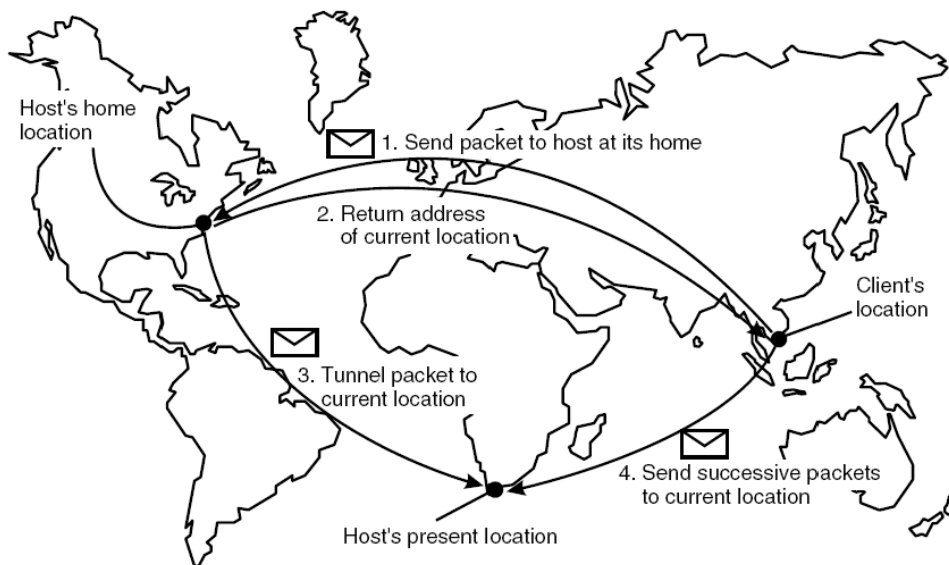 Host's home
location
1. Send packet to host at its home
2. Return address
of current location
Client's
location
3. Tunnel packet to
current location
4. Send successive packets
to current location
Host's present location